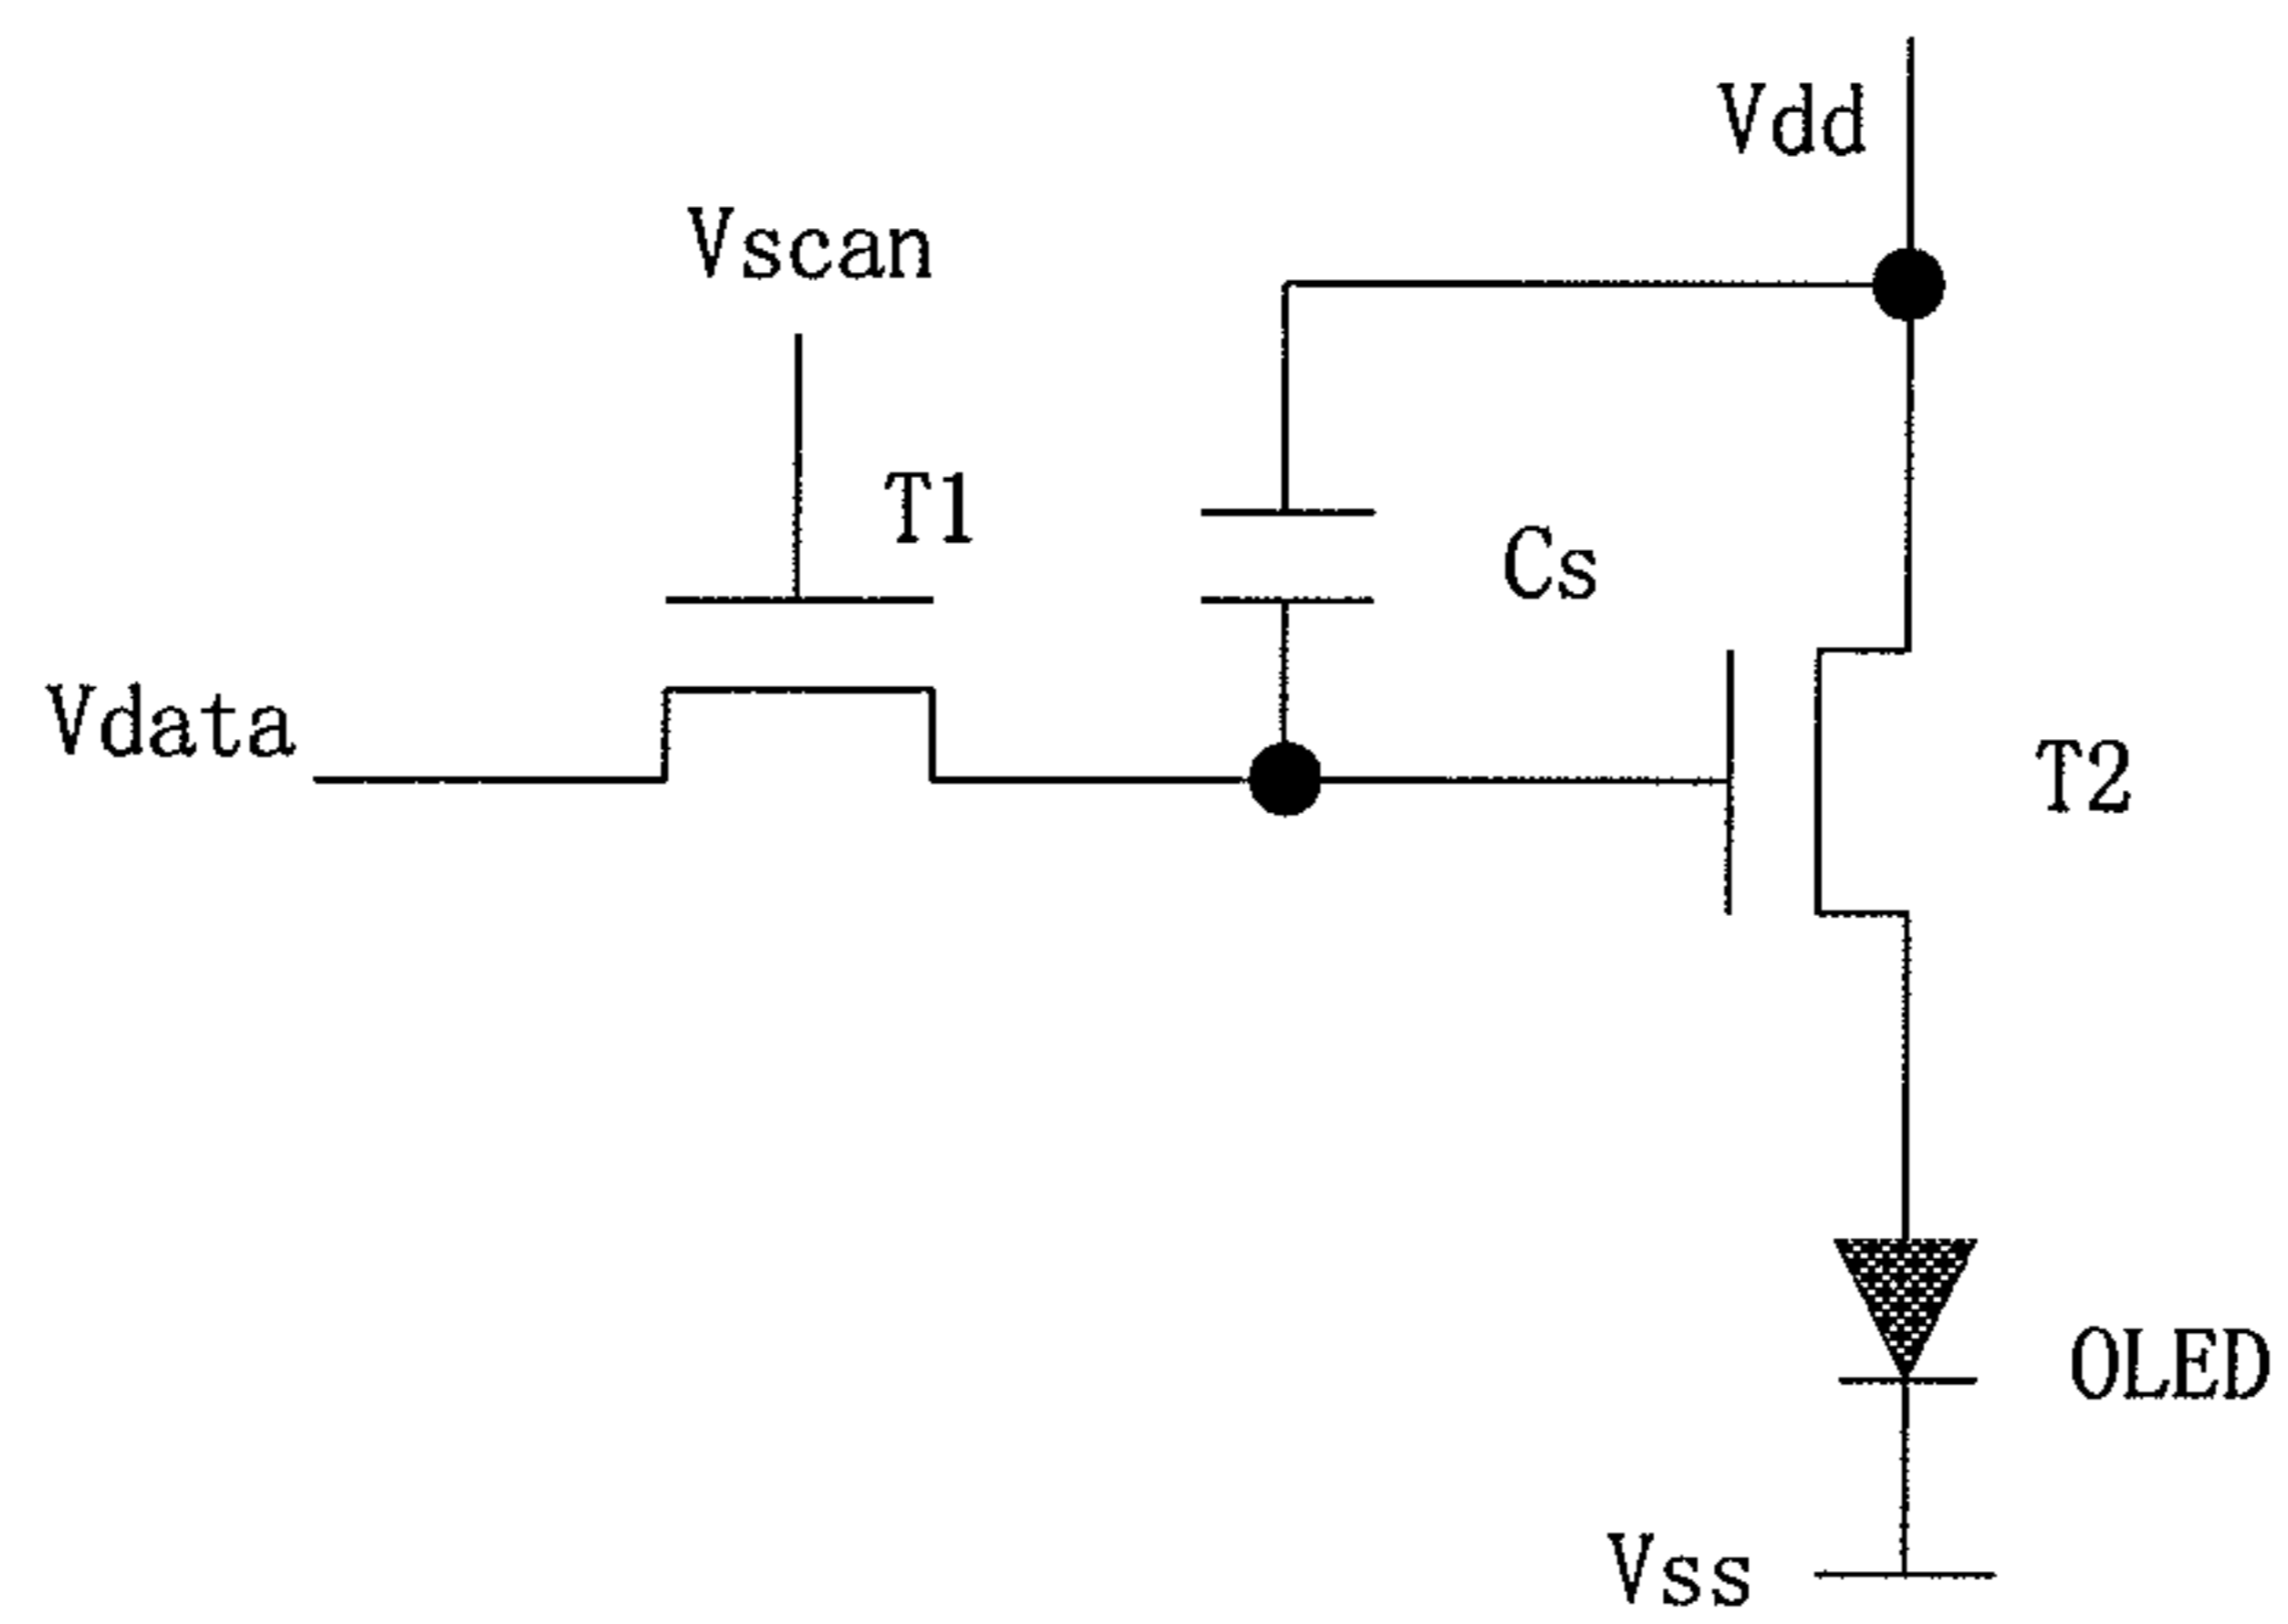 Vdd
Vscan
T1
Cs
Vdata
T2
OLED
Vss